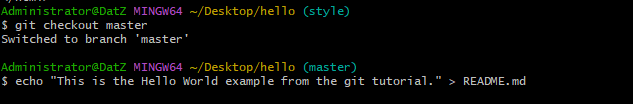 Administrator@DatZ MINGW64 ~/Desktop/hello (style)
$ git checkout master
Switched to branch 'master'
Administrator@DatZ MINGW64 ~/Desktop/hello (master)
$ echo "This is the Hello World example from the git tutorial." > README.md